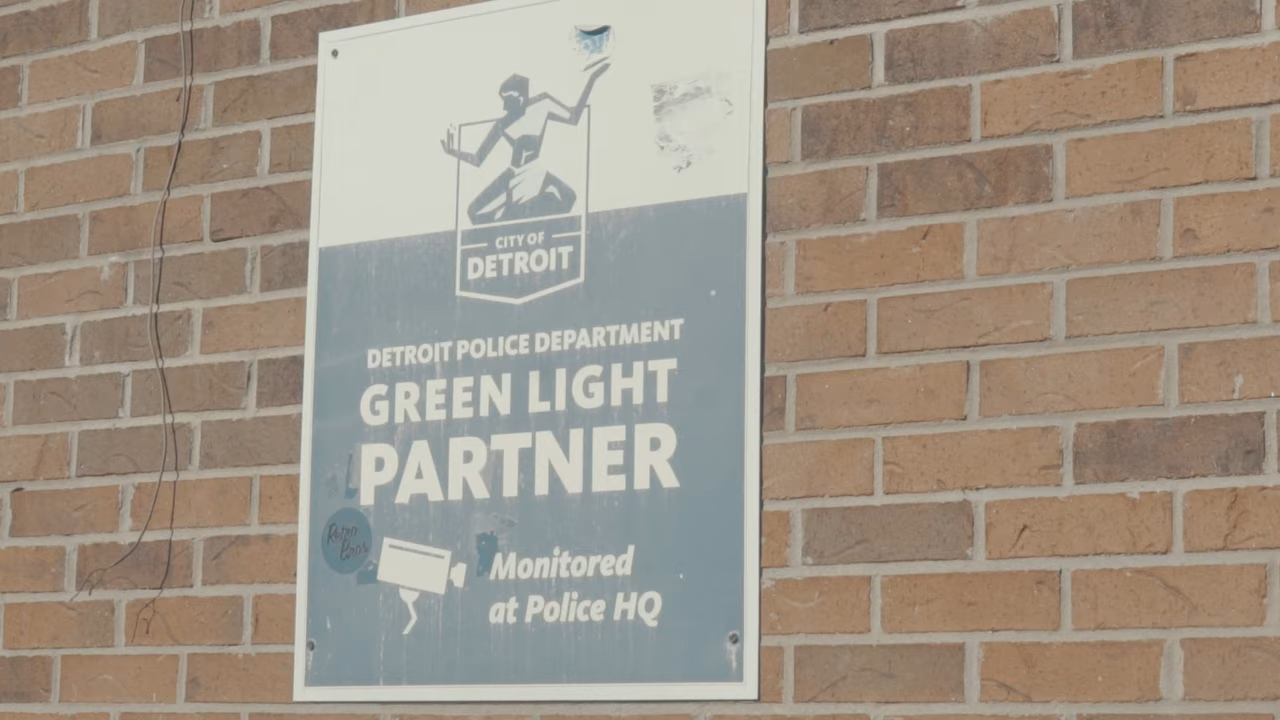 CITY OF
DETROIT
DETROIT POLICE DEPARTMENT
GREEN LIGHT
PARTNER
Monitored
at Police HQ